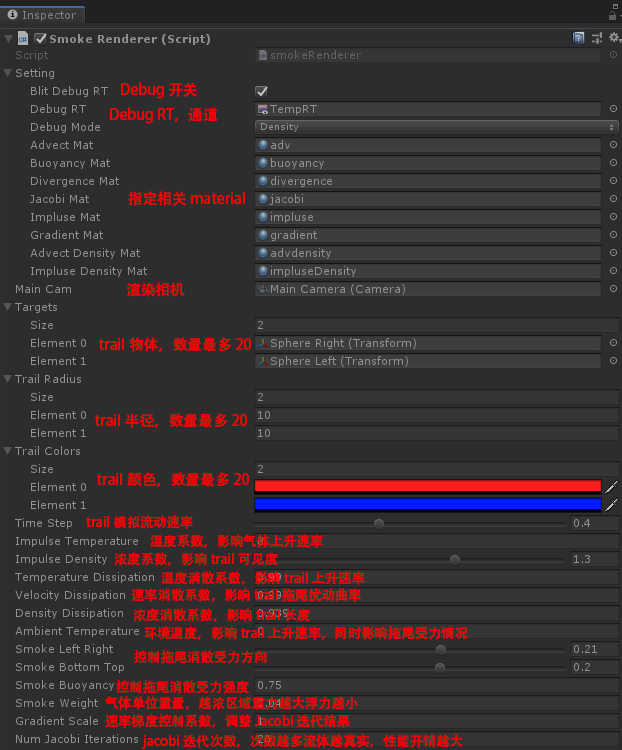 Inspector
Smoke Renderer (Script)
Script smokeRenderer
Setting
Blit Debug RT Debug 开关
Debug RT Debug RT，通道 TempRT
Debug Mode Density
Advect Mat adv
Buoyancy Mat buoyancy
Divergence Mat divergence
Jacobi Mat 指定相关 material jacobi
Impluse Mat impluse
Gradient Mat gradient
Advect Density Mat advdensity
Impluse Density Mat impluseDensity
Main Cam 渲染相机 Main Camera (Camera)
Targets
Size 2
Element 0 trail 物体，数量最多 20 Sphere Right (Transform)
Element 1 Sphere Left (Transform)
Trail Radius
Size 2
Element 0 trail 半径，数量最多 20 10
Element 1 10
Trail Colors
Size trail 颜色，数量最多 20 2
Element 0
Element 1
Time Step trail 模拟流动速率 0.4
Impulse Temperature 温度系数，影响气体上升速率
Impulse Density 浓度系数，影响 trail 可见度 1.3
Temperature Dissipation 温度消散系数，影响 trail 上升速率
Velocity Dissipation 速率消散系数，影响 trail 拖尾扰动曲率
Density Dissipation 浓度消散系数，影响 trail 长度
Ambient Temperature 环境温度，影响 trail 上升速率，同时影响拖尾受力情况
Smoke Left Right 控制拖尾消散受力方向 0.21
Smoke Bottom Top 0.2
Smoke Buoyancy 控制拖尾消散受力强度 0.75
Smoke Weight 气体单位重量，越浓区域重力越大浮力越小
Gradient Scale 速率梯度控制系数，调整 Jacobi 迭代结果
Num Jacobi Iterations jacobi 迭代次数，次数越多流体越真实，性能开销越大